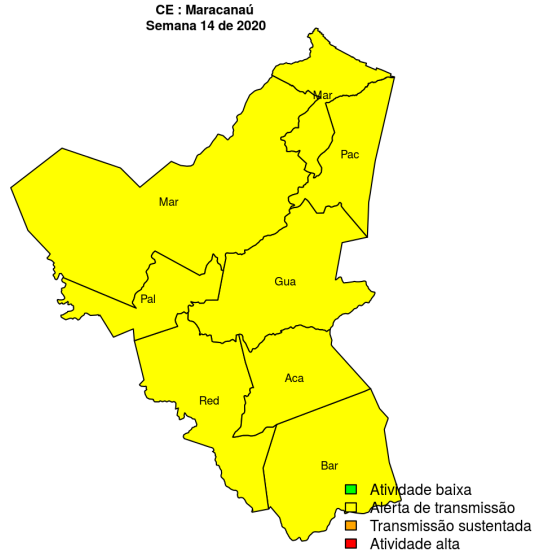 CE : Maracanaú
Semana 14 de 2020
Mar
Pac
Mar
Gua
Pal
Aca
Red
Bar
Atividade baixa
Alerta de transmissão
Transmissão sustentada
Atividade alta